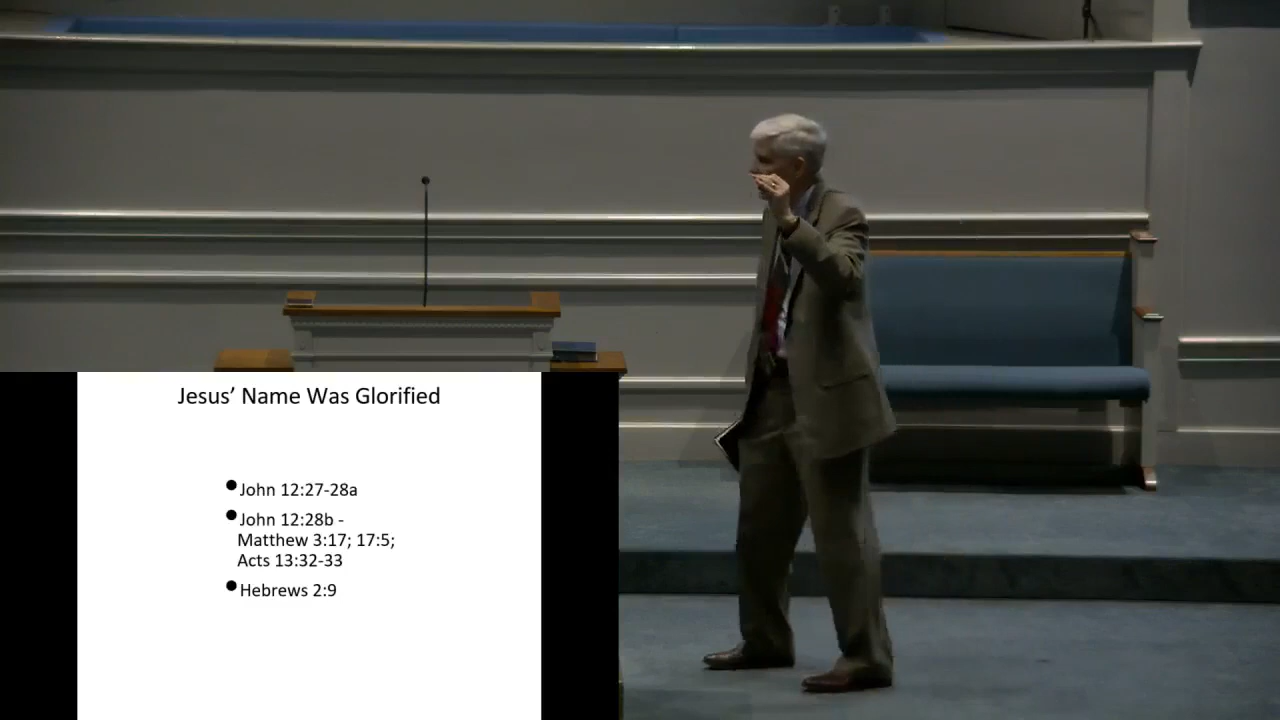 Jesus’ Name Was Glorified
● John 12:27-28a
● John 12:28b -
Matthew 3:17; 17:5;
Acts 13:32-33
● Hebrews 2:9